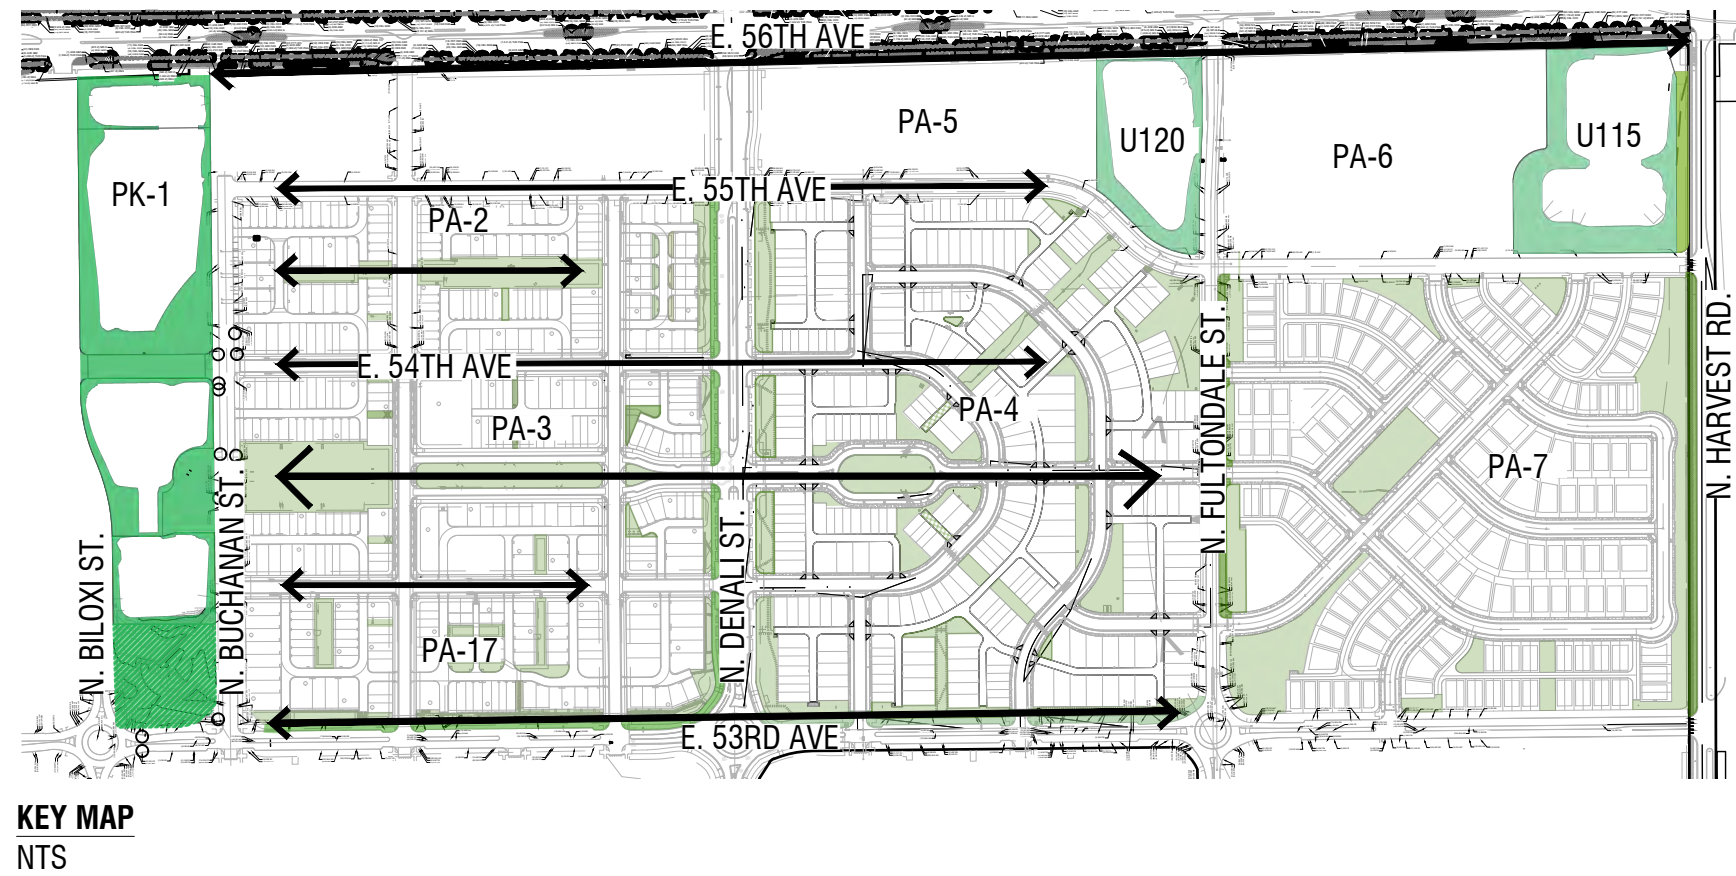 E. 56TH AVE
PA-5
U120
U115
PA-6
PK-1
E. 55TH AVE
PA-2
E. 54TH AVE
PA-4
PA-3
PA-7
N. BILOXI ST.
N. BUCHANAN ST.
N. DENALI ST.
N. FULTONDALE ST.
N. HARVEST RD.
PA-17
E. 53RD AVE
KEY MAP
NTS